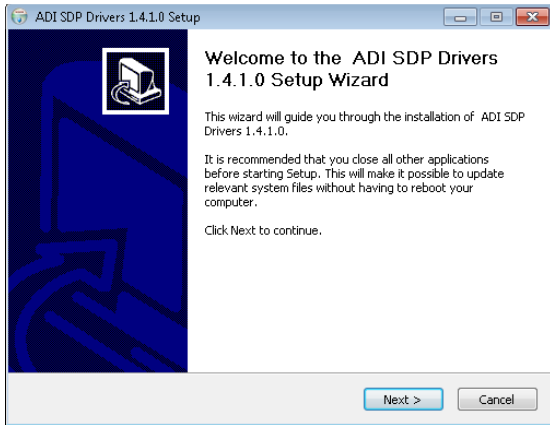 ADI SDP Drivers 1.4.1.0 Setup
Welcome to the ADI SDP Drivers
1.4.1.0 Setup Wizard
This wizard will guide you through the installation of ADI SDP
Drivers 1.4.1.0.
It is recommended that you close all other applications
before starting Setup. This will make it possible to update
relevant system files without having to reboot your
computer.
Click Next to continue.
Next >
Cancel